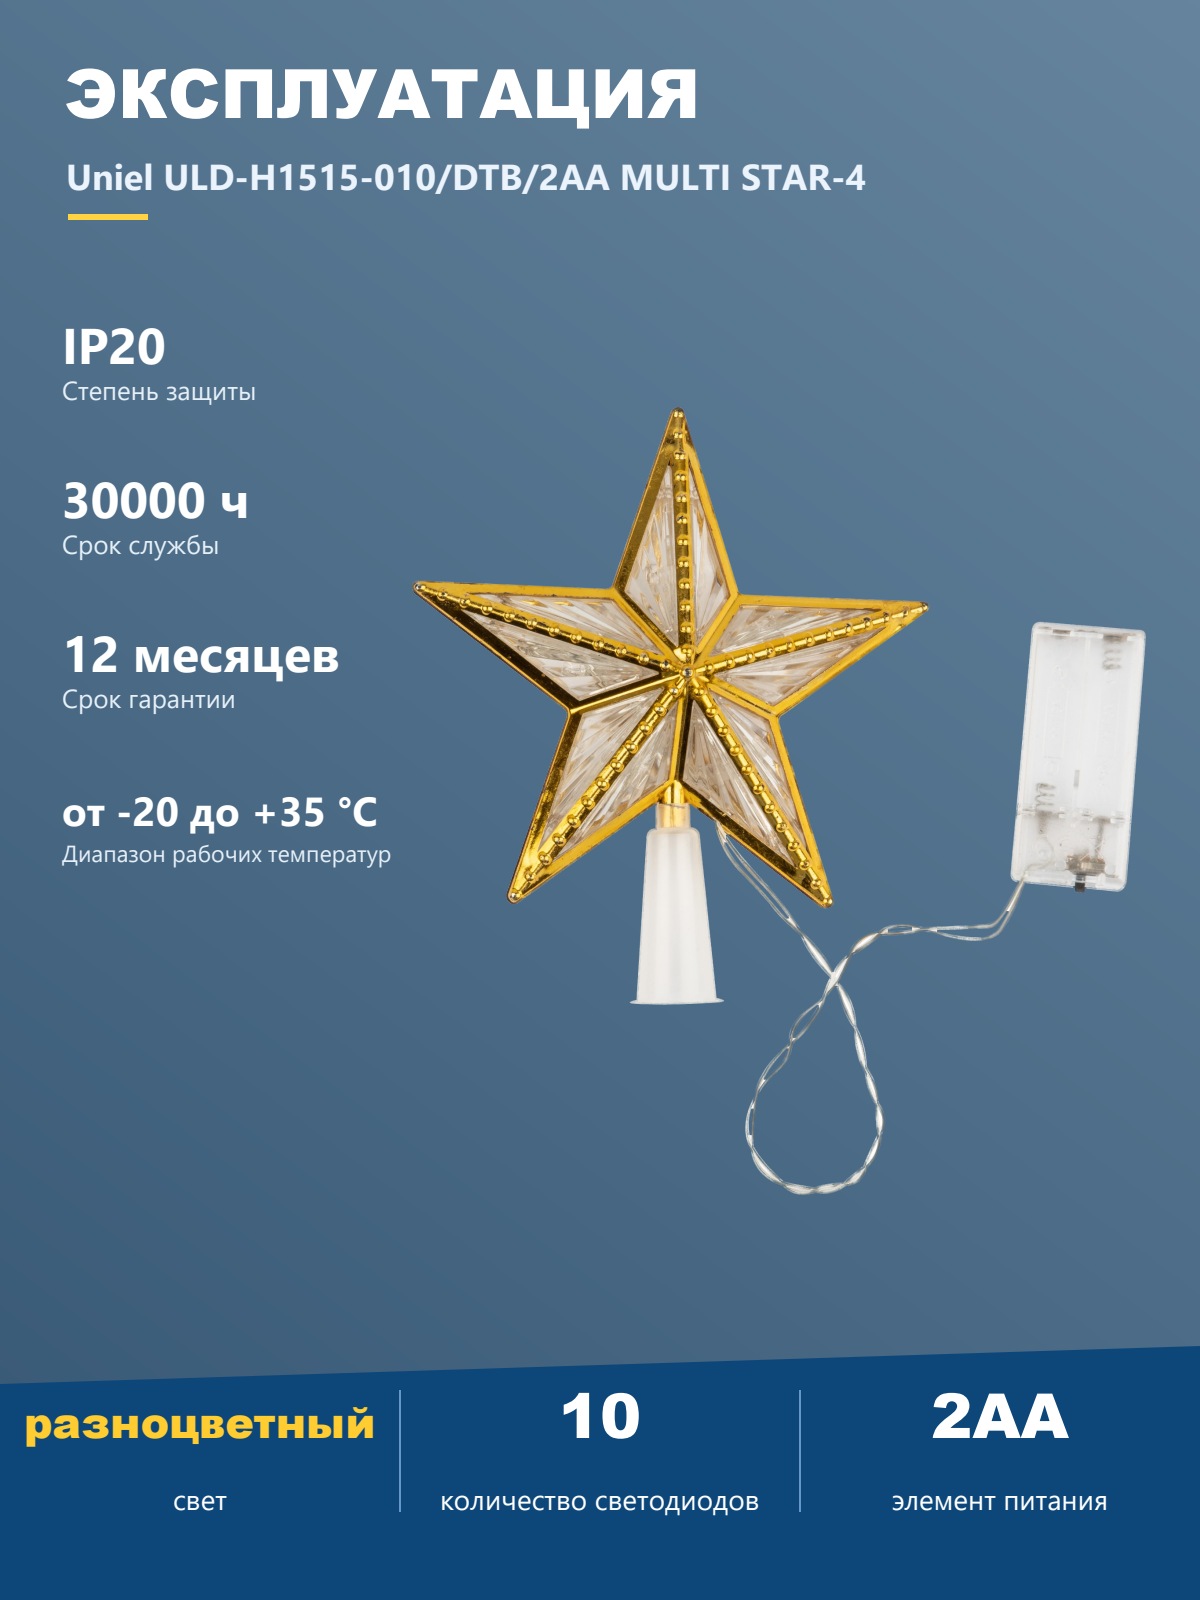 ЭКСПЛУАТАЦИЯ
Uniel ULD-H1515-010/DTB/2AA MULTI STAR-4
IP20
Степень защиты
30000 ч
Срок службы
12 месяцев
Срок гарантии
от -20 до +35 °C
Диапазон рабочих температур
разноцветный
свет
10
количество светодиодов
2AA
элемент питания